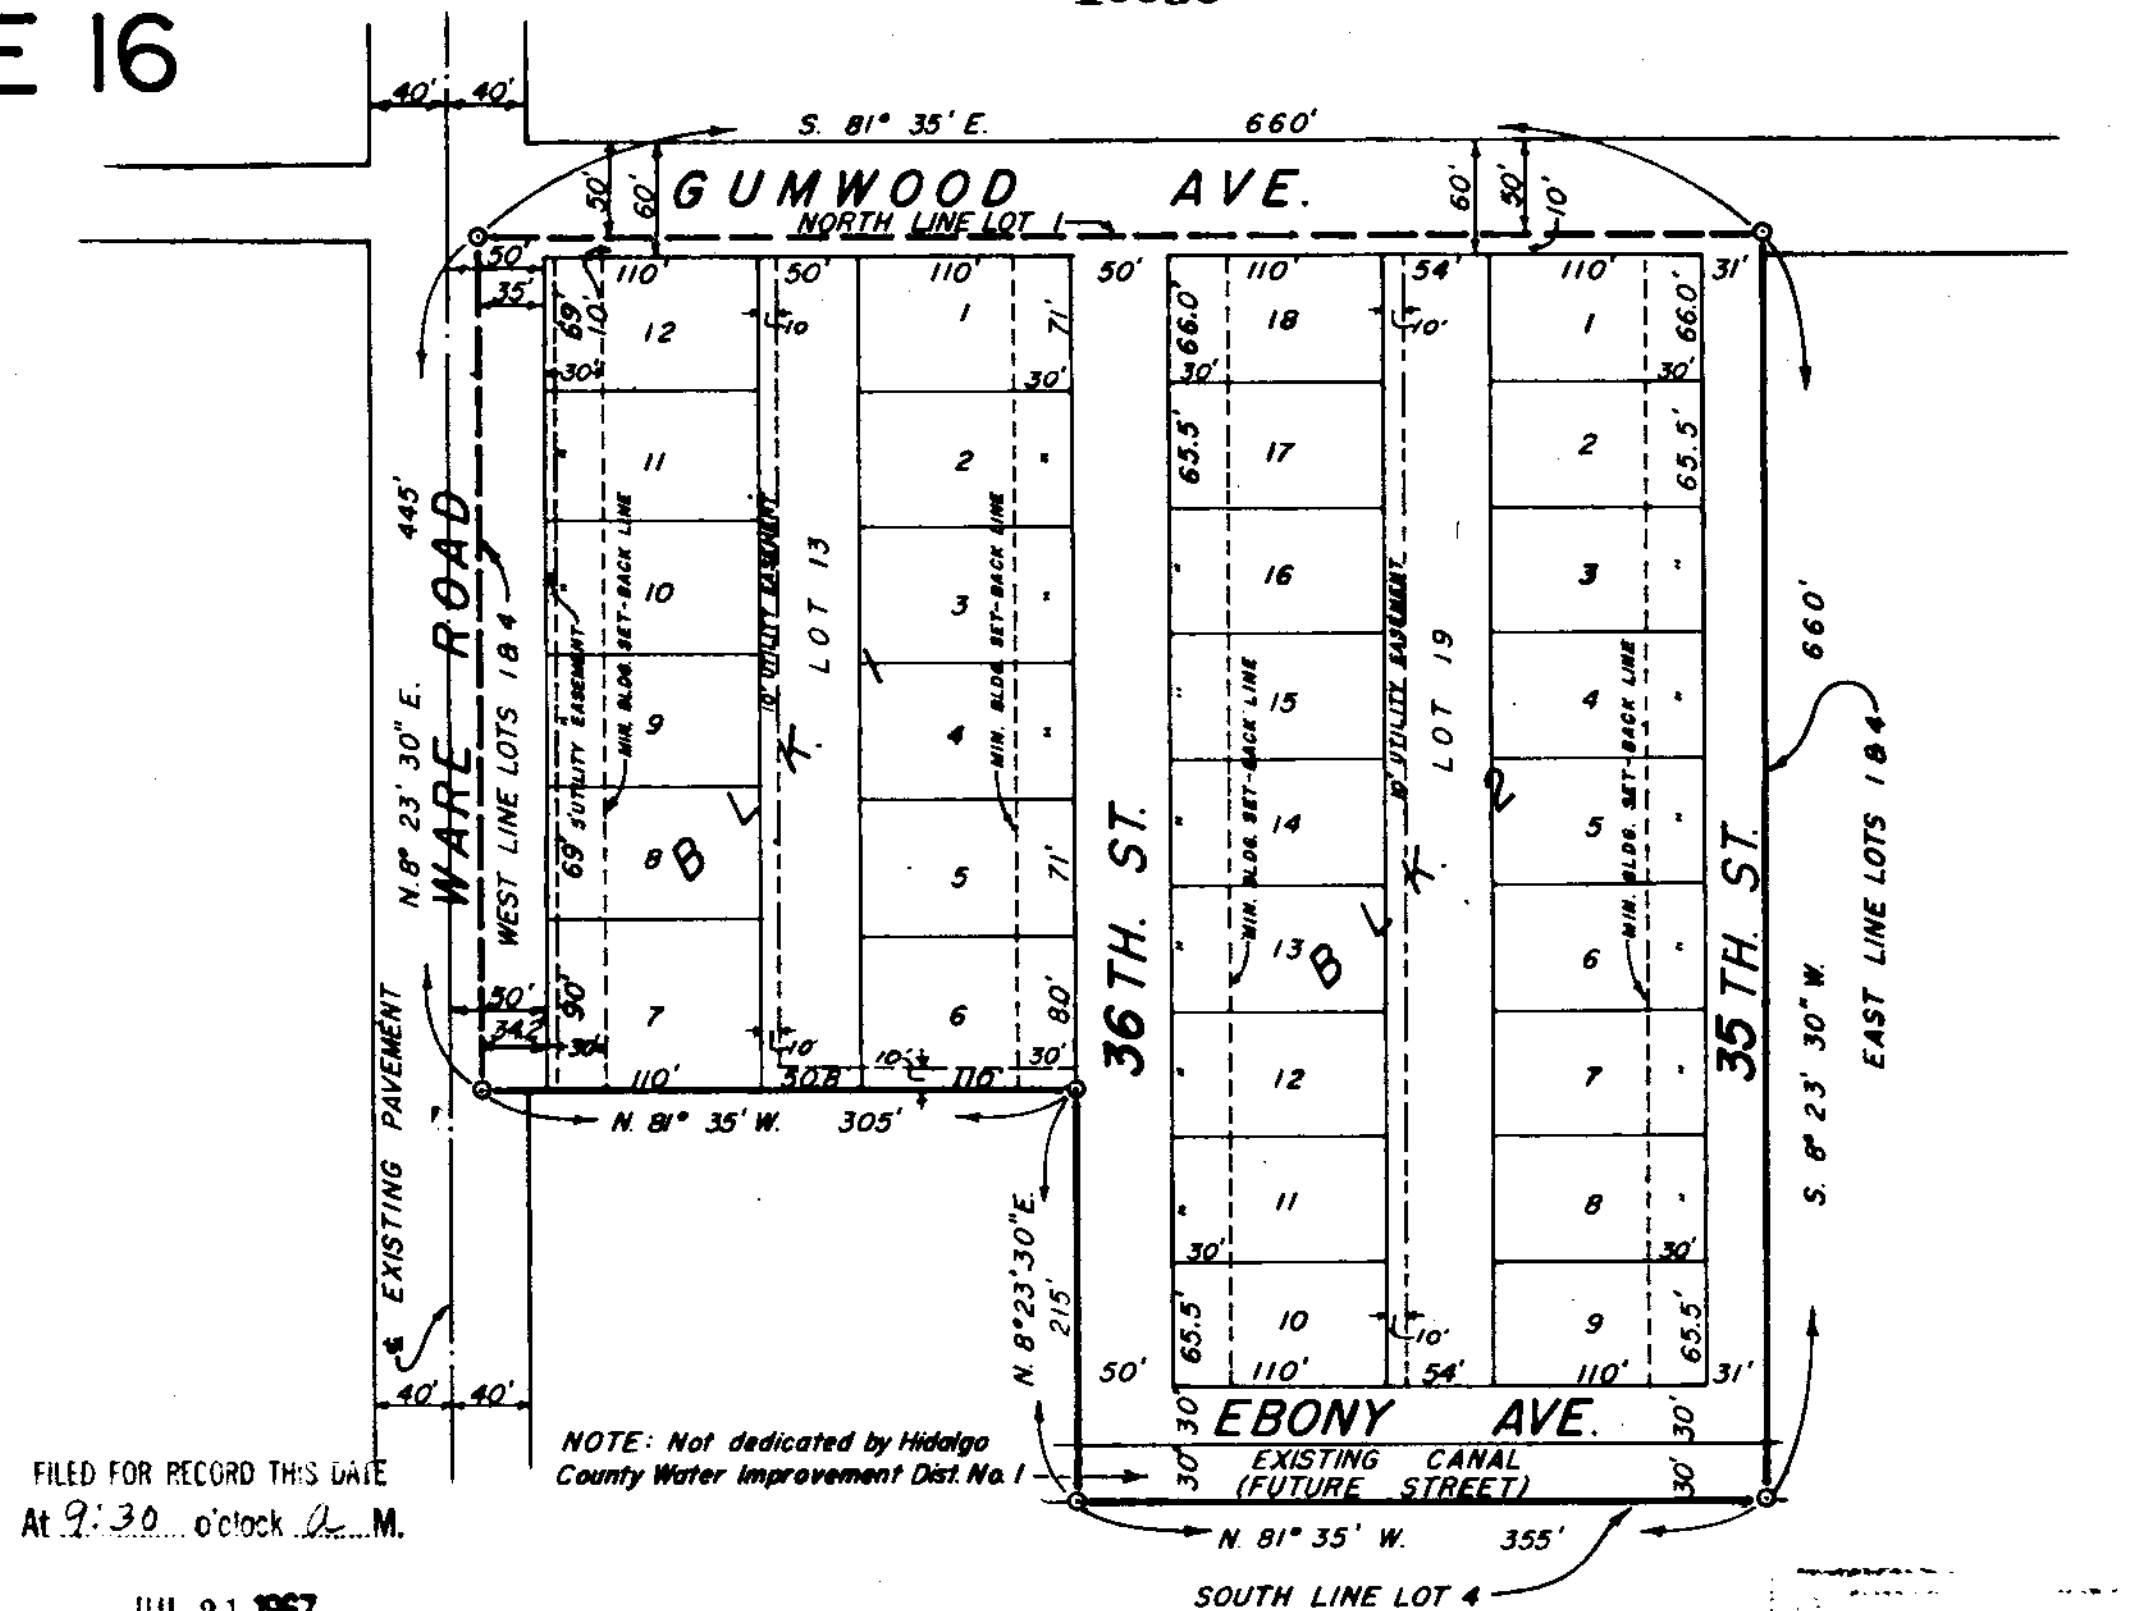 E 16
40' 40'
S. 81° 35' E. 660'
50' 60' GUMWOOD AVE. 60' 50' 10'
NORTH LINE LOT 1
50' 110' 50' 110' 50' 110' 54' 110' 31'
35'
69' 10' 12 10 1 71' 66.0' 18 10' 1 66.0'
30' 30' 30' 30'
11 2 " 65.5' 17 2 65.5'
" 10 3 " " 16 3 "
9 4 " " 15 4 "
69' 8 5 71' " 14 5 "
" 13 6 "
90' 7 6 80' " 12 7 "
" 11 8 "
30' 30'
65.5' 10 10' 9 65.5'
50' 110' 54' 110' 31'
445'
N. 8° 23' 30" E.
WARE ROAD
WEST LINE LOTS 1 & 4
5' UTILITY EASEMENT
MIN. BLDG. SET-BACK LINE
10' UTILITY EASEMENT
LOT 13
MIN. BLDG. SET-BACK LINE
BLK. 1
36TH. ST.
MIN. BLDG. SET-BACK LINE
10' UTILITY EASEMENT
LOT 19
BLK. 2
MIN. BLDG. SET-BACK LINE
35TH. ST.
660'
S. 8° 23' 30" W.
EAST LINE LOTS 1 & 4
50'
34.2
30' 10' 10' 30'
110' 50.8 110'
N. 81° 35' W. 305'
N. 8° 23' 30" E.
215'
℄ EXISTING PAVEMENT
40' 40'
30' EBONY AVE. 30'
NOTE: Not dedicated by Hidalgo
County Water Improvement Dist. No. 1
30' EXISTING CANAL 30'
(FUTURE STREET)
N. 81° 35' W. 355'
SOUTH LINE LOT 4
FILED FOR RECORD THIS DATE
At 9:30 o'clock a M.
JUL 21 1967